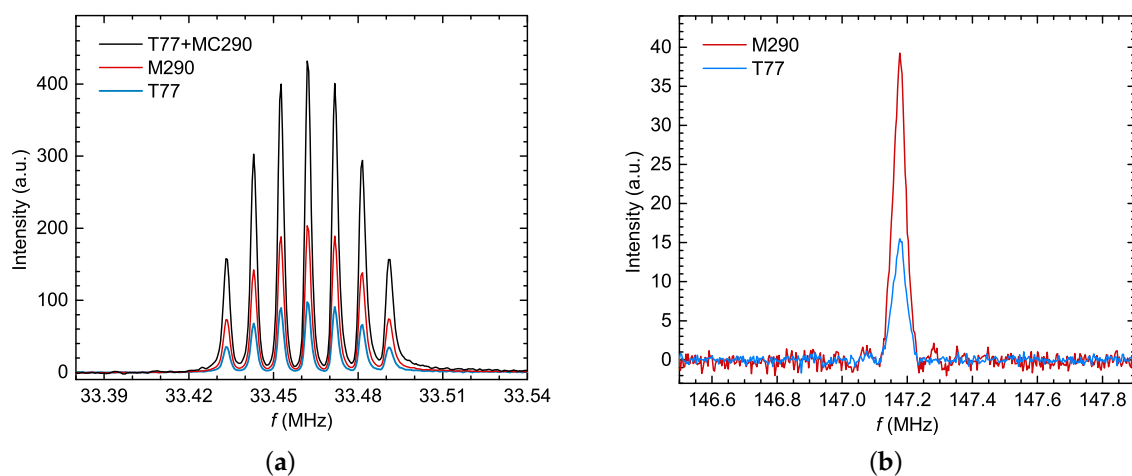 T77+MC290
M290
T77
Intensity (a.u.)
400
300
200
100
0
33.39 33.42 33.45 33.48 33.51 33.54
f (MHz)
(a)
M290
T77
Intensity (a.u.)
40
35
30
25
20
15
10
5
0
146.6 146.8 147.0 147.2 147.4 147.6 147.8
f (MHz)
(b)